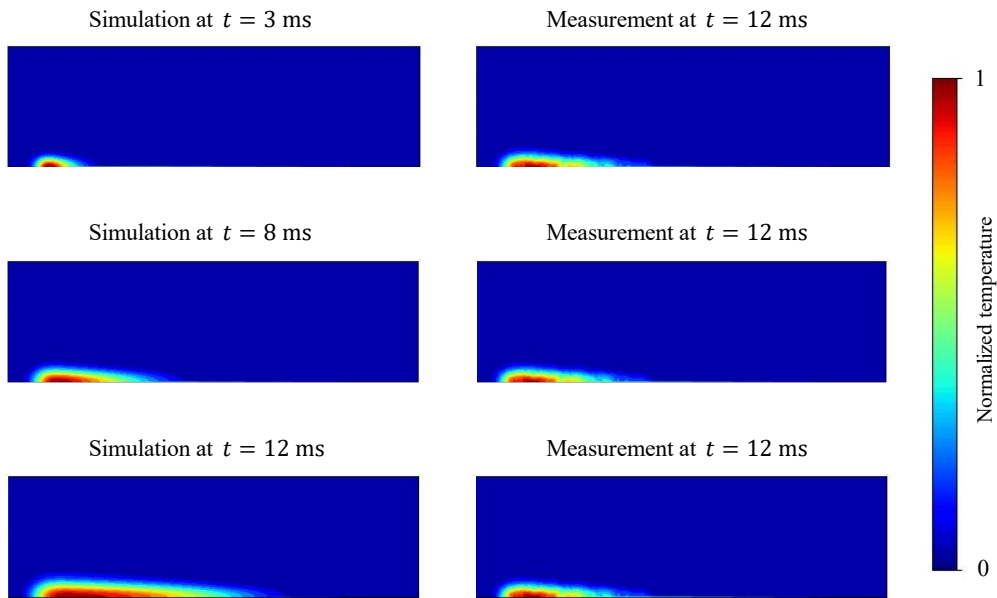 Simulation at t = 3 ms
Measurement at t = 12 ms
1
Simulation at t = 8 ms
Measurement at t = 12 ms
Normalized temperature
Simulation at t = 12 ms
Measurement at t = 12 ms
0